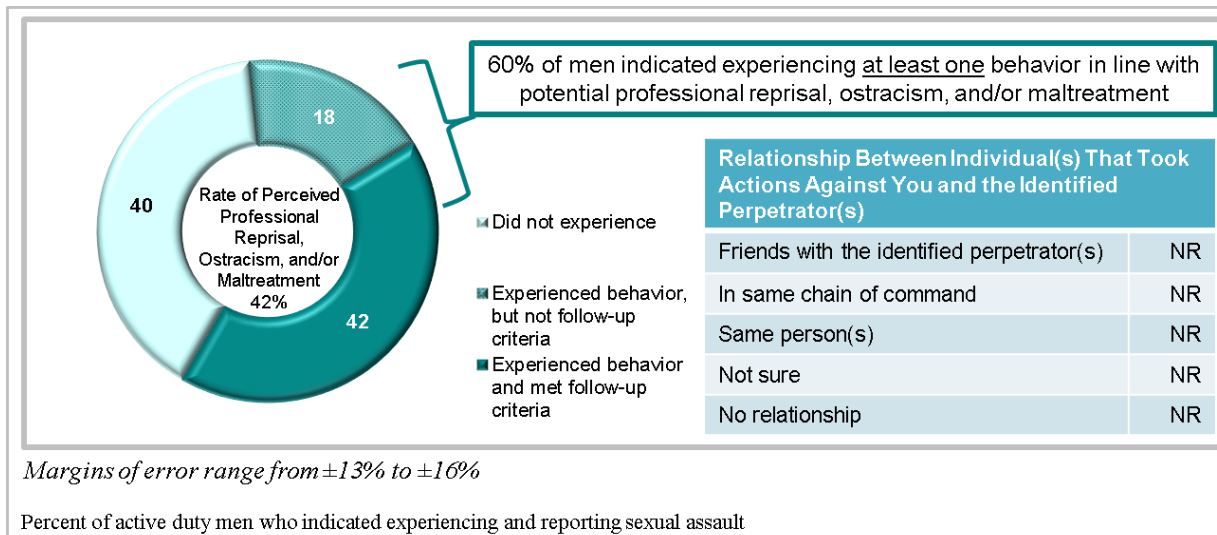 60% of men indicated experiencing at least one behavior in line with
potential professional reprisal, ostracism, and/or maltreatment
18
40
42
Rate of Perceived
Professional
Reprisal,
Ostracism, and/or
Maltreatment
42%
Did not experience
Experienced behavior,
but not follow-up
criteria
Experienced behavior
and met follow-up
criteria
Relationship Between Individual(s) That Took
Actions Against You and the Identified
Perpetrator(s)
Friends with the identified perpetrator(s) NR
In same chain of command NR
Same person(s) NR
Not sure NR
No relationship NR
Margins of error range from ±13% to ±16%
Percent of active duty men who indicated experiencing and reporting sexual assault